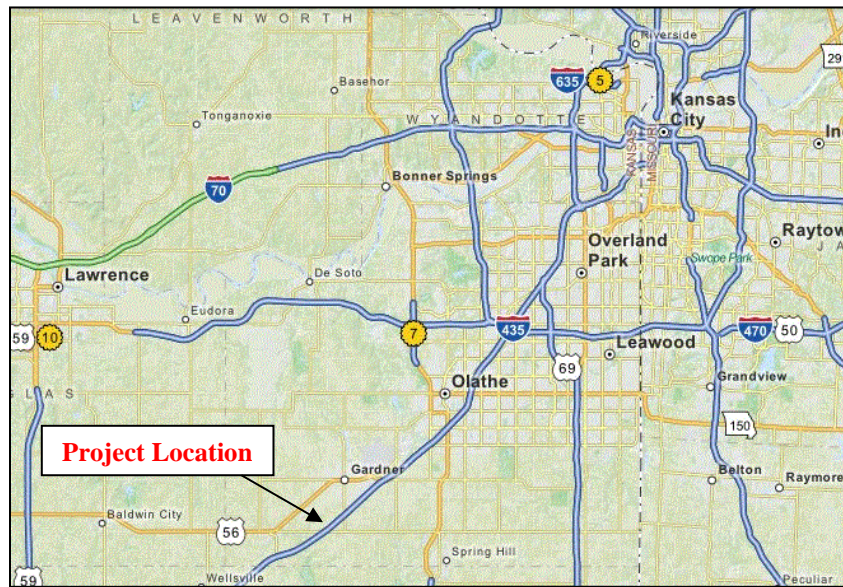 LEAVENWORTH
Riverside
Basehor
635
5
29
Tonganoxie
WYANDOTTE
Kansas
City
KANSAS
MISSOURI
In
70
Bonner Springs
Raytow
Overland
Park
JA
Swope Park
Lawrence
De Soto
Eudora
59
10
7
435
470
50
Leawood
69
GLAS
Olathe
Grandview
150
Project Location
Gardner
Belton
Raymore
Baldwin City
56
Spring Hill
59
Wellsville
Peculiar